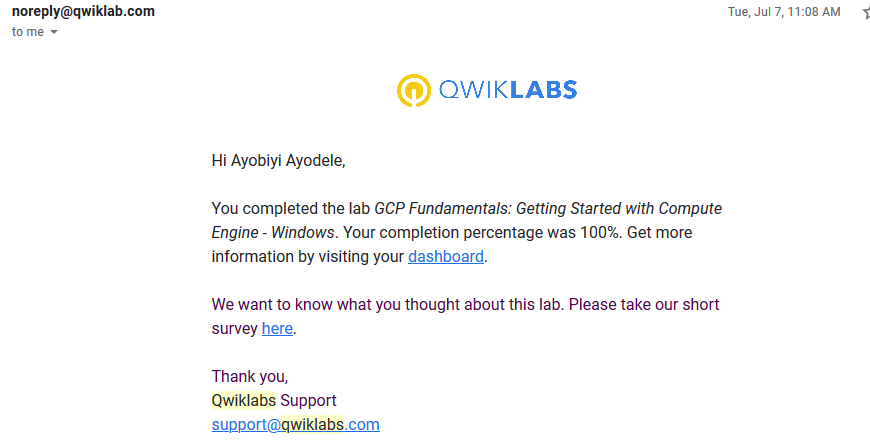 noreply@qwiklab.com
Tue, Jul 7, 11:08 AM
to me
QWIKLABS
Hi Ayobiyi Ayodele,
You completed the lab GCP Fundamentals: Getting Started with Compute
Engine - Windows. Your completion percentage was 100%. Get more
information by visiting your dashboard.
We want to know what you thought about this lab. Please take our short
survey here.
Thank you,
Qwiklabs Support
support@qwiklabs.com